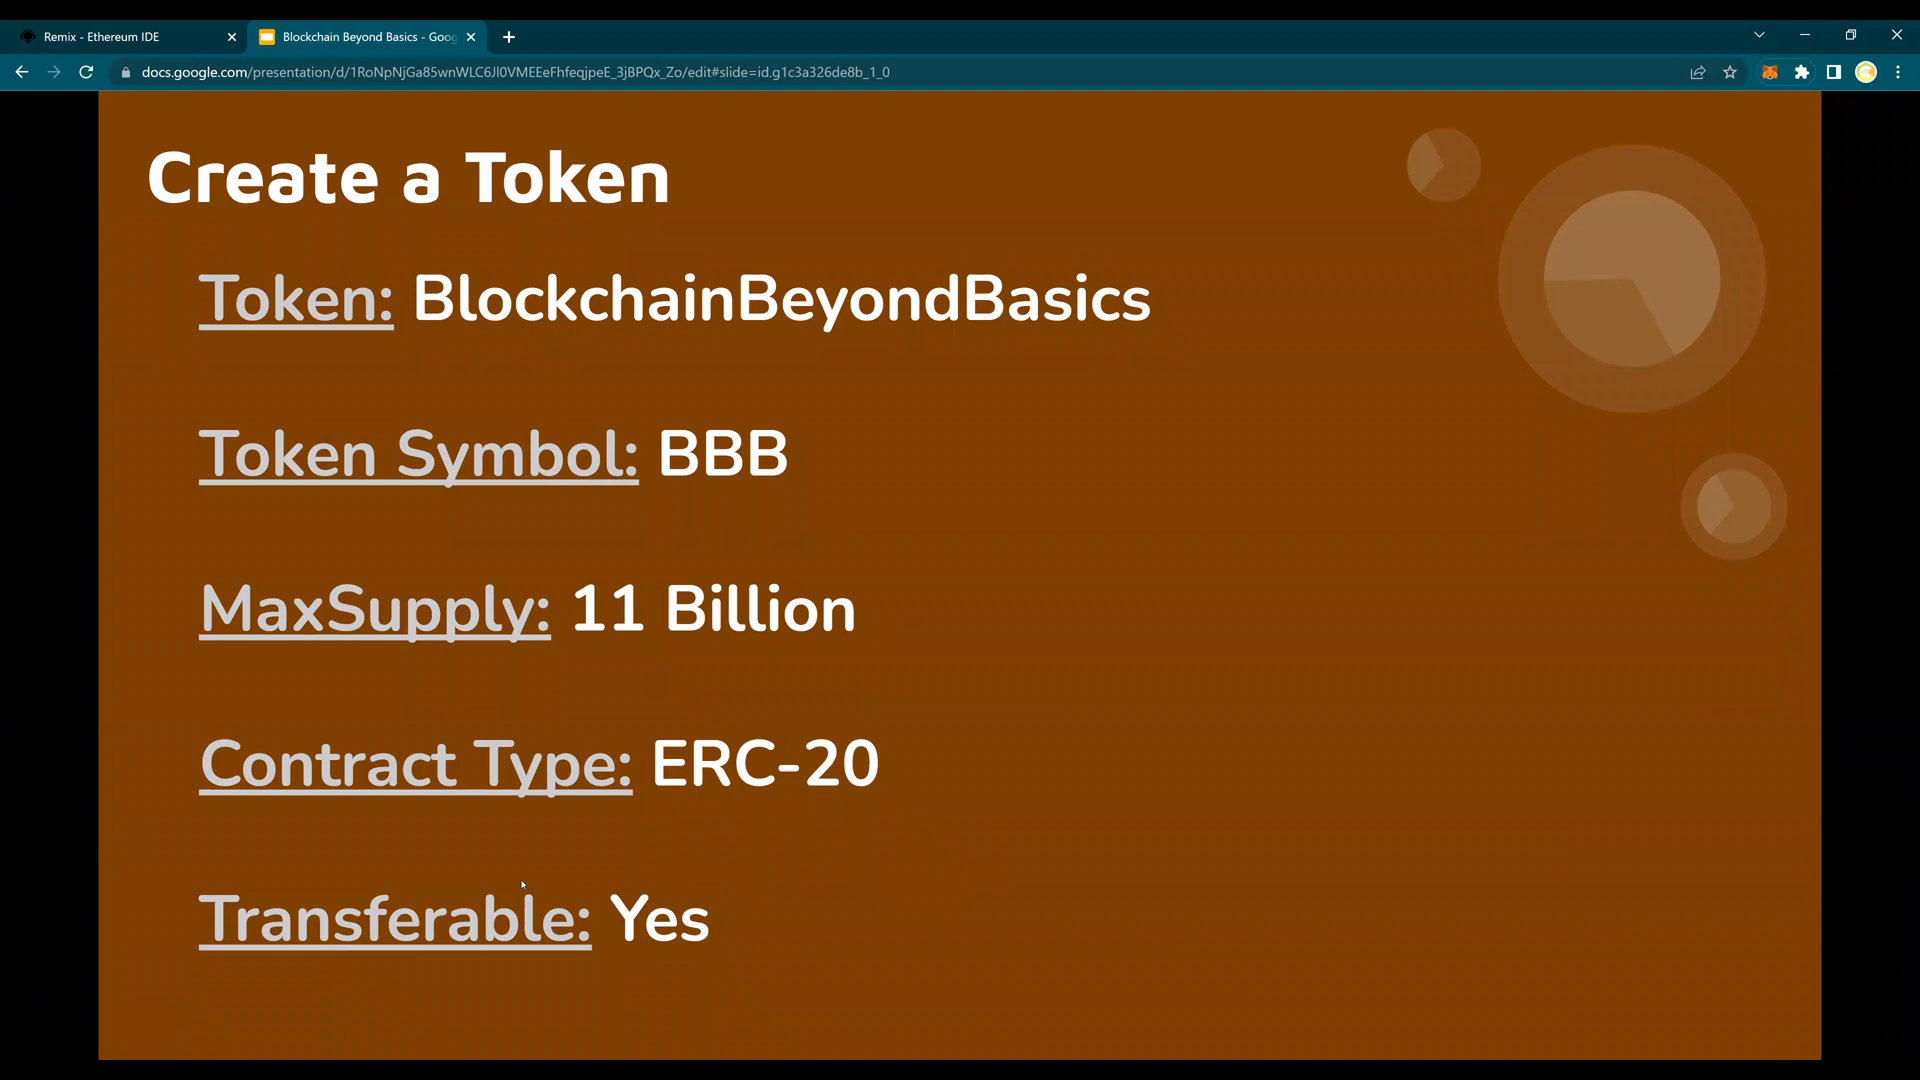 Remix - Ethereum IDE
Blockchain Beyond Basics - Goog
docs.google.com/presentation/d/1RoNpNjGa85wnWLC6Jl0VMEEeFhfeqjpeE_3jBPQx_Zo/edit#slide=id.g1c3a326de8b_1_0
Create a Token
Token: BlockchainBeyondBasics
Token Symbol: BBB
MaxSupply: 11 Billion
Contract Type: ERC-20
Transferable: Yes